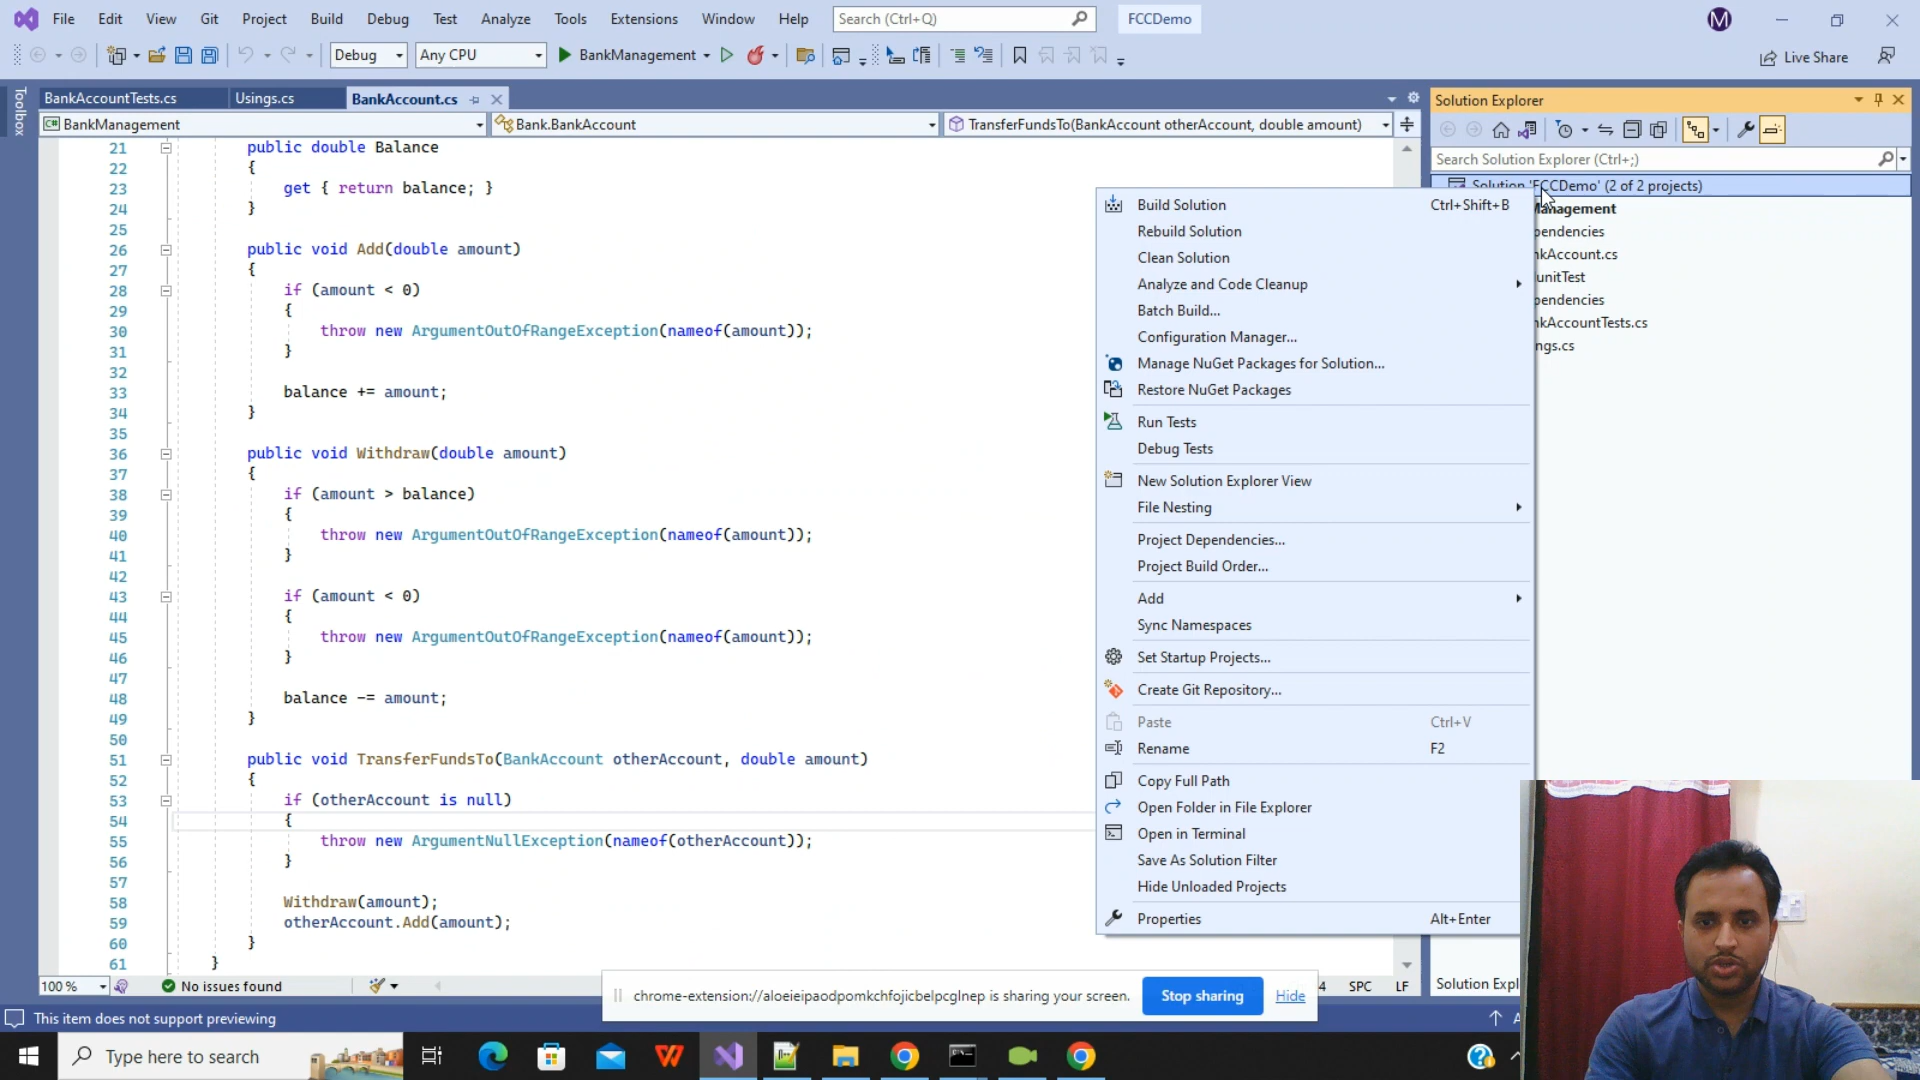 File Edit View Git Project Build Debug Test Analyze Tools Extensions Window Help Search (Ctrl+Q) FCCDemo M
Debug Any CPU BankManagement Live Share
Toolbox
BankAccountTests.cs Usings.cs BankAccount.cs
BankManagement Bank.BankAccount TransferFundsTo(BankAccount otherAccount, double amount)
21 public double Balance
22 {
23 get { return balance; }
24 }
25
26 public void Add(double amount)
27 {
28 if (amount < 0)
29 {
30 throw new ArgumentOutOfRangeException(nameof(amount));
31 }
32
33 balance += amount;
34 }
35
36 public void Withdraw(double amount)
37 {
38 if (amount > balance)
39 {
40 throw new ArgumentOutOfRangeException(nameof(amount));
41 }
42
43 if (amount < 0)
44 {
45 throw new ArgumentOutOfRangeException(nameof(amount));
46 }
47
48 balance -= amount;
49 }
50
51 public void TransferFundsTo(BankAccount otherAccount, double amount)
52 {
53 if (otherAccount is null)
54 {
55 throw new ArgumentNullException(nameof(otherAccount));
56 }
57
58 Withdraw(amount);
59 otherAccount.Add(amount);
60 }
61 }
100 % No issues found
SPC LF
Build Solution Ctrl+Shift+B
Rebuild Solution
Clean Solution
Analyze and Code Cleanup
Batch Build...
Configuration Manager...
Manage NuGet Packages for Solution...
Restore NuGet Packages
Run Tests
Debug Tests
New Solution Explorer View
File Nesting
Project Dependencies...
Project Build Order...
Add
Sync Namespaces
Set Startup Projects...
Create Git Repository...
Paste Ctrl+V
Rename F2
Copy Full Path
Open Folder in File Explorer
Open in Terminal
Save As Solution Filter
Hide Unloaded Projects
Properties Alt+Enter
Solution Explorer
Search Solution Explorer (Ctrl+;)
Solution 'FCCDemo' (2 of 2 projects)
Management
pendencies
nkAccount.cs
unitTest
pendencies
nkAccountTests.cs
ngs.cs
Solution Expl
chrome-extension://aloeieipaodpomkchfojicbelpcglnep is sharing your screen. Stop sharing Hide
This item does not support previewing
Type here to search